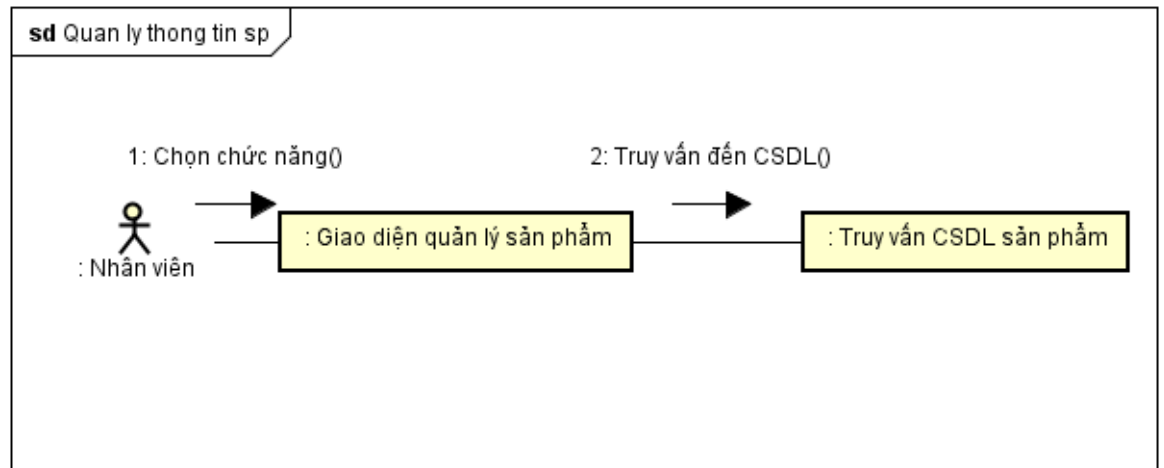 sd Quan ly thong tin sp
1: Chọn chức năng()
2: Truy vấn đến CSDL()
: Giao diện quản lý sản phẩm
: Truy vấn CSDL sản phẩm
: Nhân viên